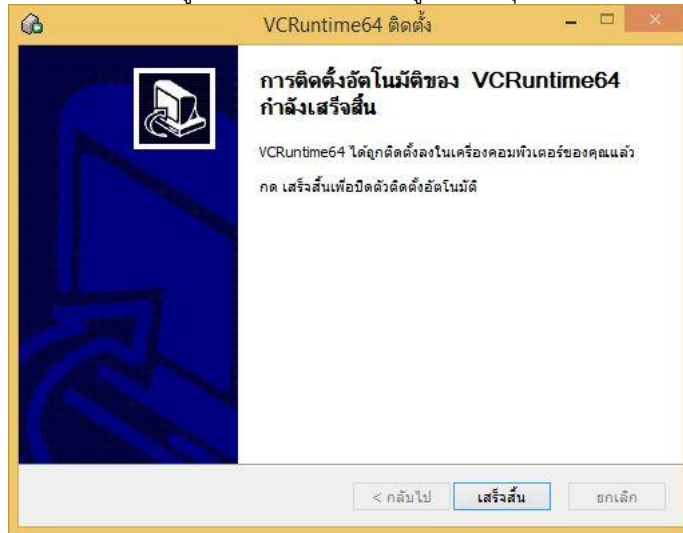 VCRuntime64 ติดตั้ง
การติดตั้งอัตโนมัติของ VCRuntime64
กำลังเสร็จสิ้น
VCRuntime64 ได้ถูกติดตั้งลงในเครื่องคอมพิวเตอร์ของคุณแล้ว
กด เสร็จสิ้นเพื่อปิดตัวติดตั้งอัตโนมัติ
< กลับไป
เสร็จสิ้น
ยกเลิก